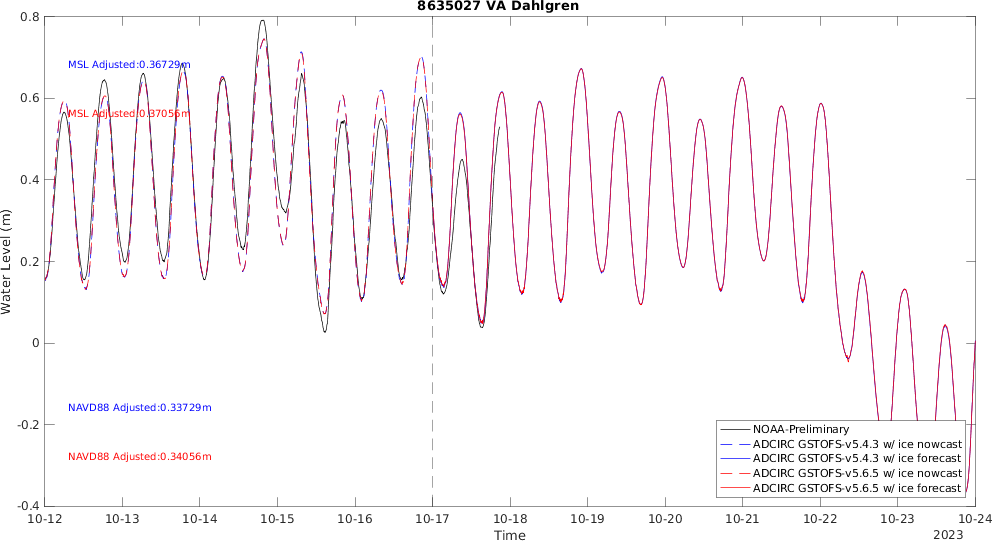 8635027 VA Dahlgren
0.8
0.6
0.4
0.2
0
-0.2
-0.4
Water Level (m)
MSL Adjusted:0.36729m
MSL Adjusted:0.37056m
NAVD88 Adjusted:0.33729m
NAVD88 Adjusted:0.34056m
NOAA-Preliminary
ADCIRC GSTOFS-v5.4.3 w/ ice nowcast
ADCIRC GSTOFS-v5.4.3 w/ ice forecast
ADCIRC GSTOFS-v5.6.5 w/ ice nowcast
ADCIRC GSTOFS-v5.6.5 w/ ice forecast
10-12 10-13 10-14 10-15 10-16 10-17 10-18 10-19 10-20 10-21 10-22 10-23 10-24
Time
2023